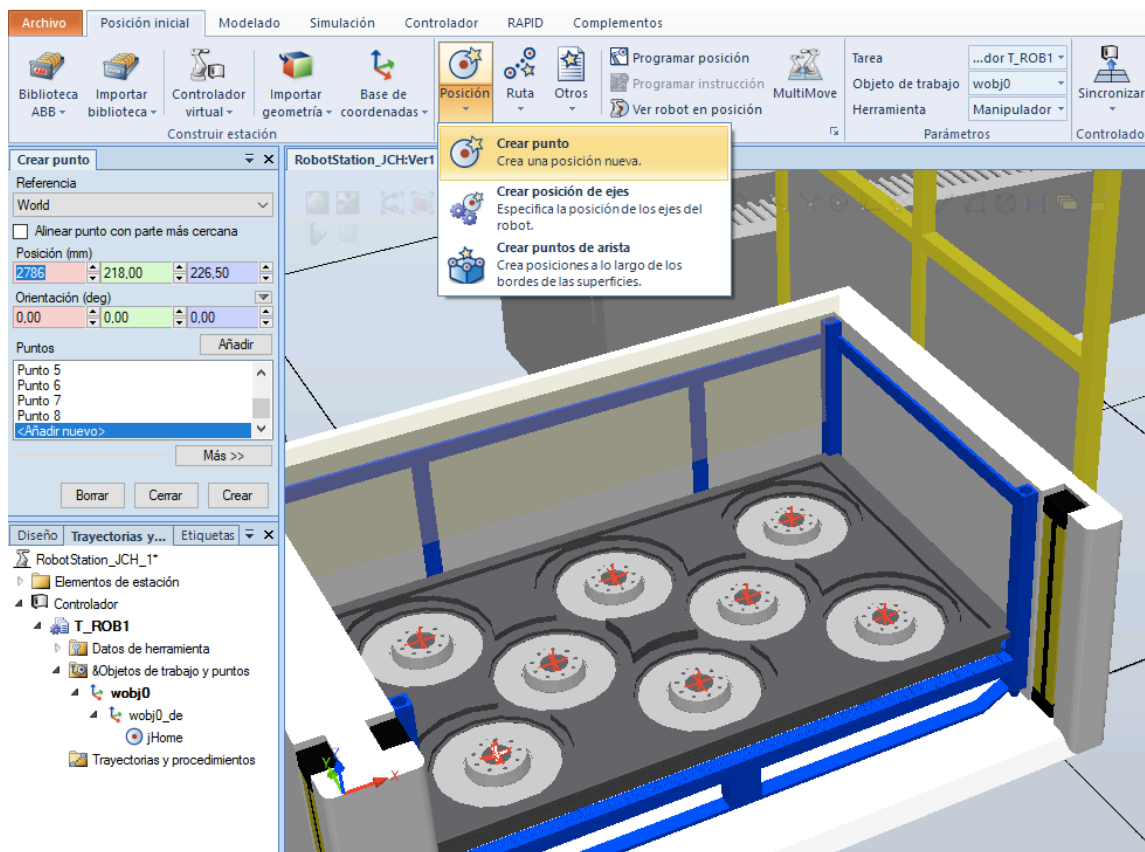 Archivo
Posición inicial
Modelado
Simulación
Controlador
RAPID
Complementos
Biblioteca
ABB
Importar
biblioteca
Controlador
virtual
Importar
geometría
Base de
coordenadas
Construir estación
Posición
Ruta
Otros
Programar posición
Programar instrucción
Ver robot en posición
MultiMove
Tarea
...dor T_ROB1
Objeto de trabajo
wobj0
Herramienta
Manipulador
Parámetros
Sincronizar
Controlado
Crear punto
Crea una posición nueva.
Crear posición de ejes
Especifica la posición de los ejes del
robot.
Crear puntos de arista
Crea posiciones a lo largo de los
bordes de las superficies.
Crear punto
Referencia
World
Alinear punto con parte más cercana
Posición (mm)
2786
218,00
226,50
Orientación (deg)
0,00
0,00
0,00
Puntos
Añadir
Punto 5
Punto 6
Punto 7
Punto 8
<Añadir nuevo>
Más >>
Borrar
Cerrar
Crear
RobotStation_JCH:Ver1
Diseño
Trayectorias y...
Etiquetas
RobotStation_JCH_1*
Elementos de estación
Controlador
T_ROB1
Datos de herramienta
&Objetos de trabajo y puntos
wobj0
wobj0_de
jHome
Trayectorias y procedimientos
Z
Y
X